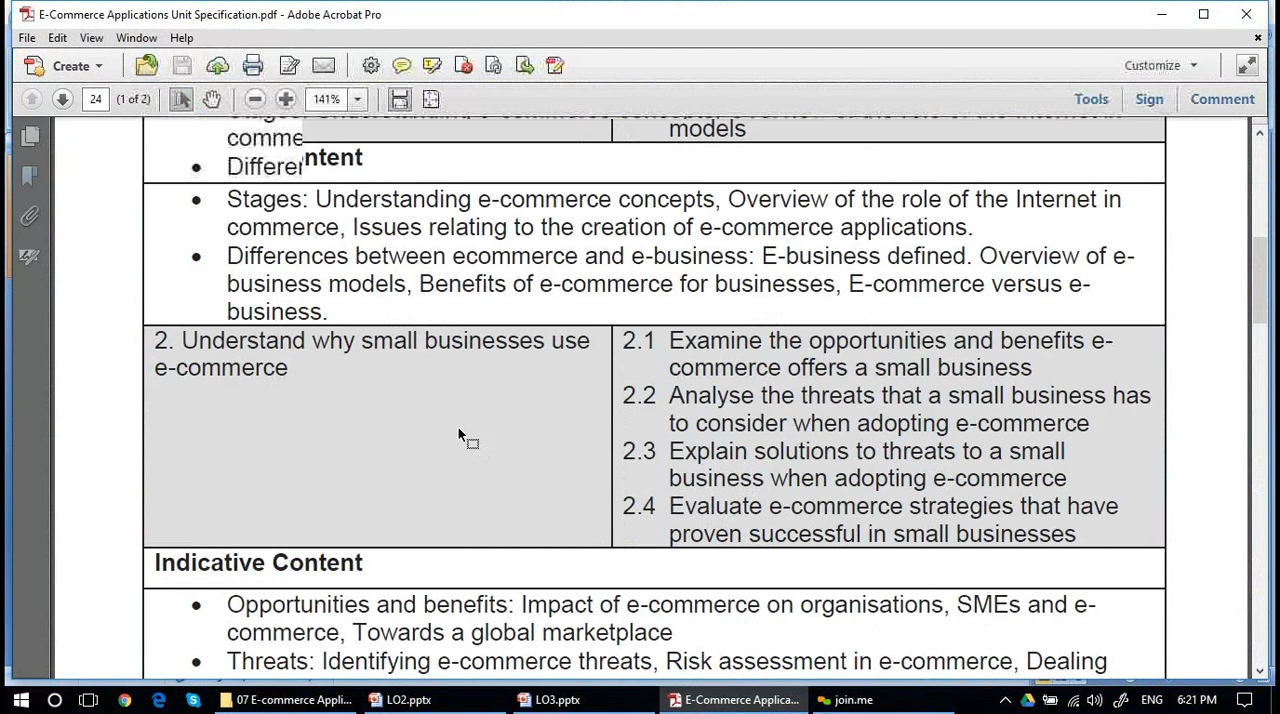 E-Commerce Applications Unit Specification.pdf - Adobe Acrobat Pro
File Edit View Window Help
Create Customize
24 (1 of 2) 141% Tools Sign Comment
models
comme
ntent
Differer
Stages: Understanding e-commerce concepts, Overview of the role of the Internet in
commerce, Issues relating to the creation of e-commerce applications.
Differences between ecommerce and e-business: E-business defined. Overview of e-
business models, Benefits of e-commerce for businesses, E-commerce versus e-
business.
2. Understand why small businesses use
e-commerce
2.1 Examine the opportunities and benefits e-
commerce offers a small business
2.2 Analyse the threats that a small business has
to consider when adopting e-commerce
2.3 Explain solutions to threats to a small
business when adopting e-commerce
2.4 Evaluate e-commerce strategies that have
proven successful in small businesses
Indicative Content
Opportunities and benefits: Impact of e-commerce on organisations, SMEs and e-
commerce, Towards a global marketplace
Threats: Identifying e-commerce threats, Risk assessment in e-commerce, Dealing
07 E-commerce Appli... LO2.pptx LO3.pptx E-Commerce Applica... join.me ENG 6:21 PM